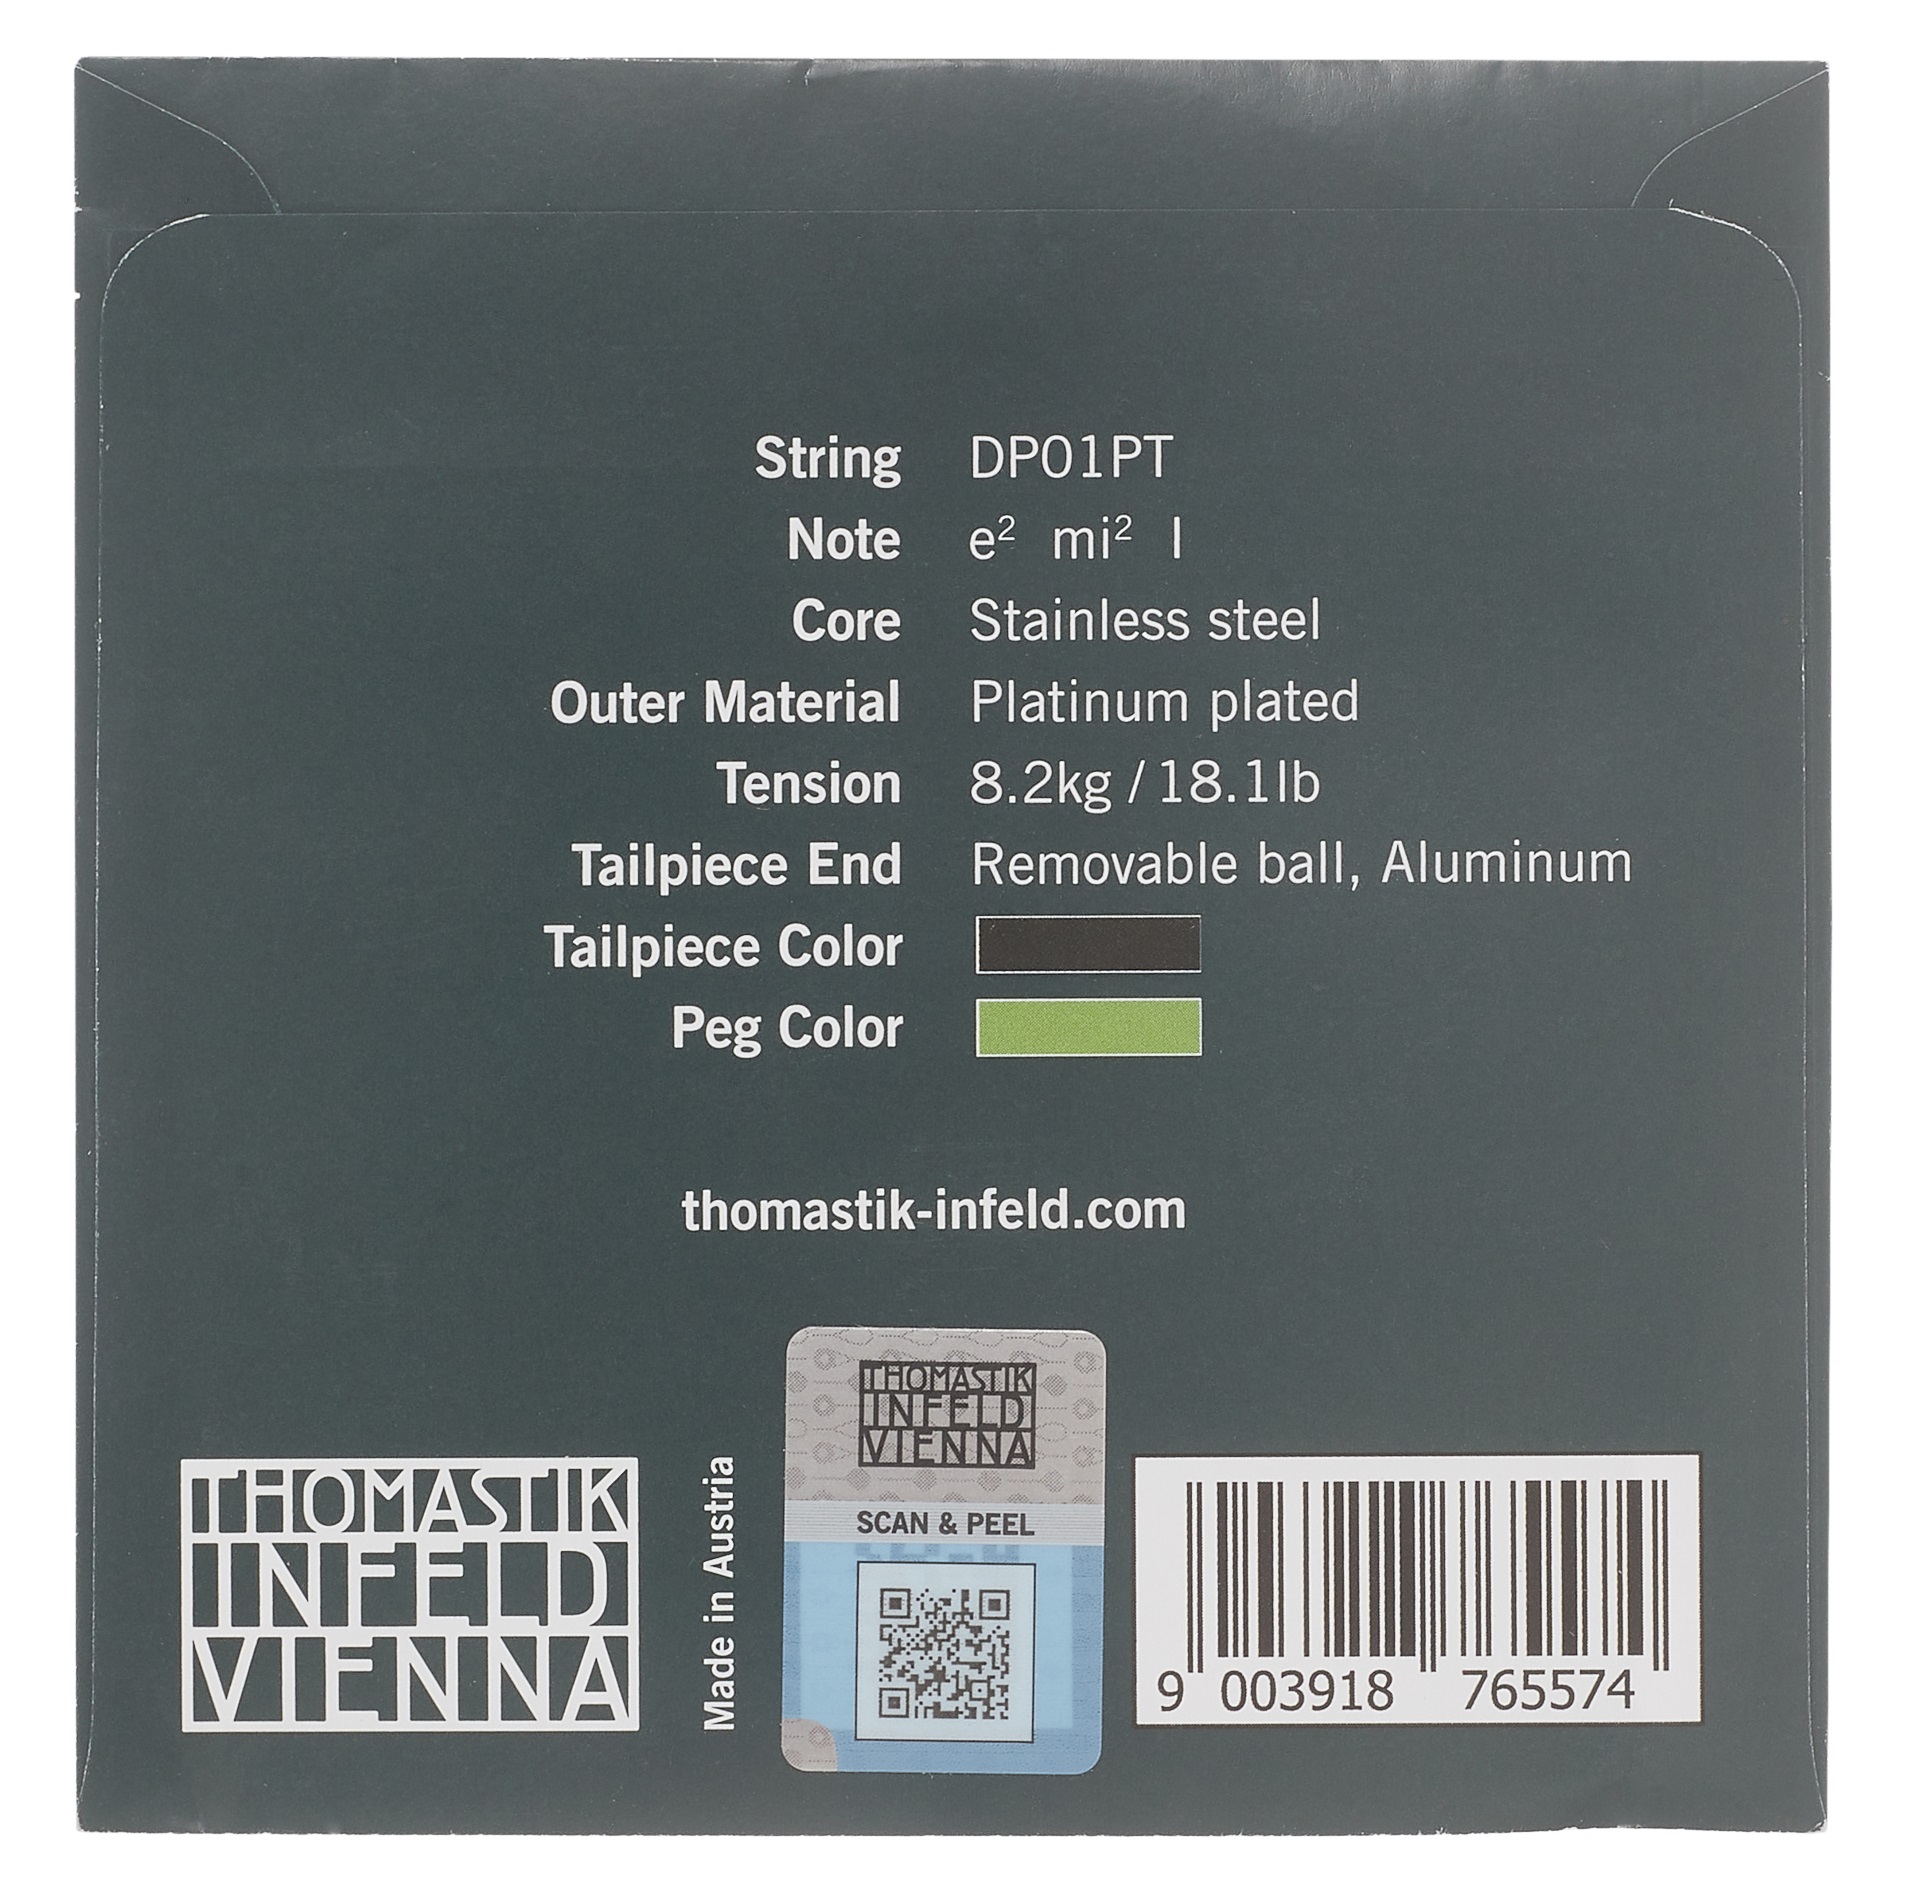 String DP01PT
Note e² mi² I
Core Stainless steel
Outer Material Platinum plated
Tension 8.2kg / 18.1lb
Tailpiece End Removable ball, Aluminum
Tailpiece Color
Peg Color
thomastik-infeld.com
THOMASTIK
INFELD
VIENNA
Made in Austria
THOMASTIK
INFELD
VIENNA
SCAN & PEEL
9 003918 765574